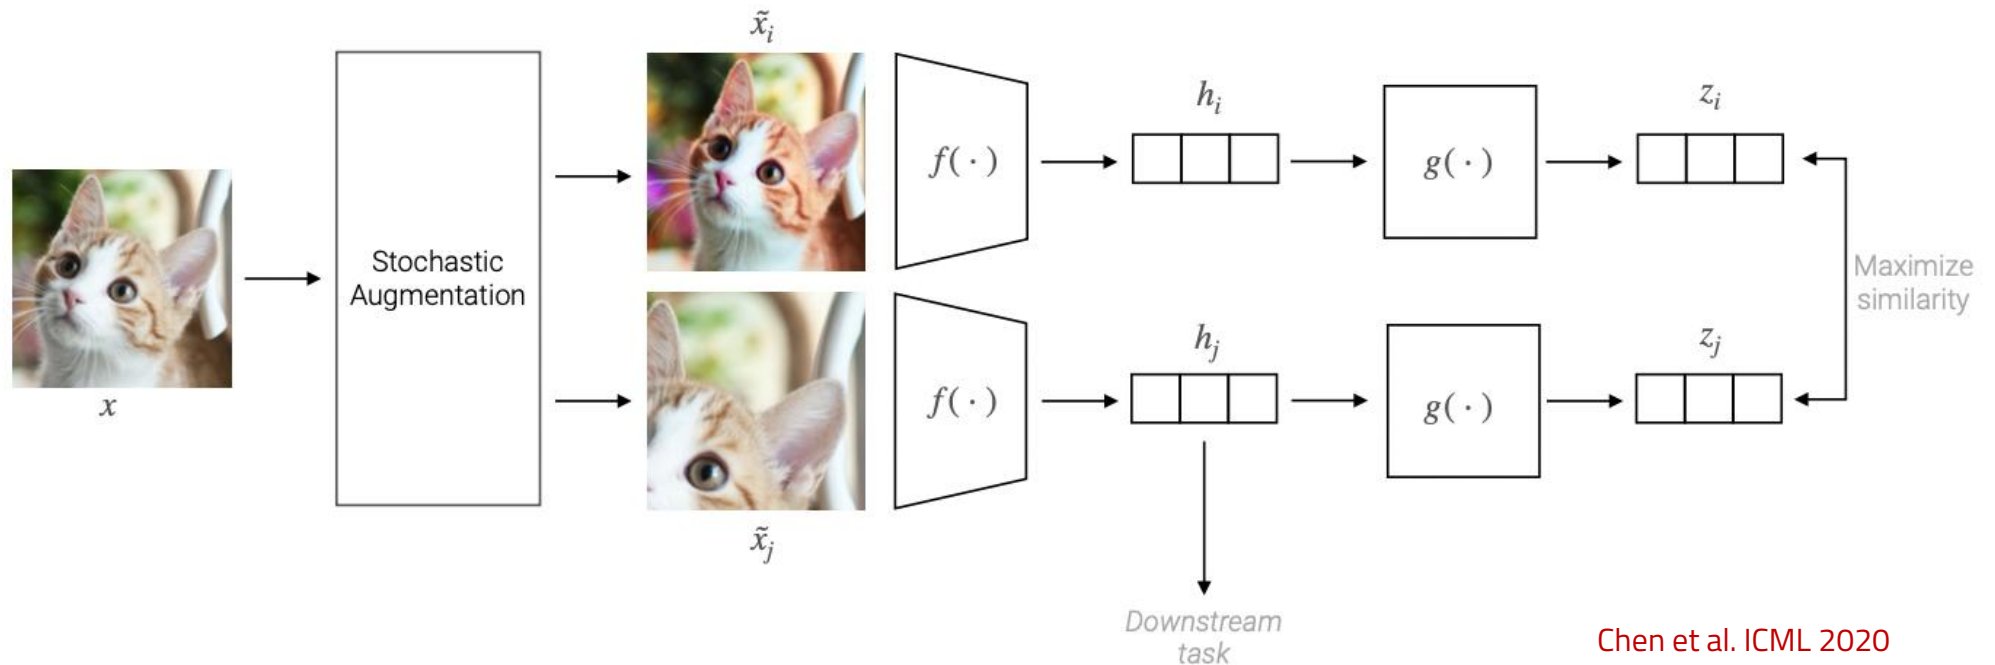 x̃ᵢ
hᵢ
zᵢ
f(·)
g(·)
Stochastic
Augmentation
Maximize
similarity
x
hⱼ
zⱼ
f(·)
g(·)
x̃ⱼ
Downstream
task
Chen et al. ICML 2020